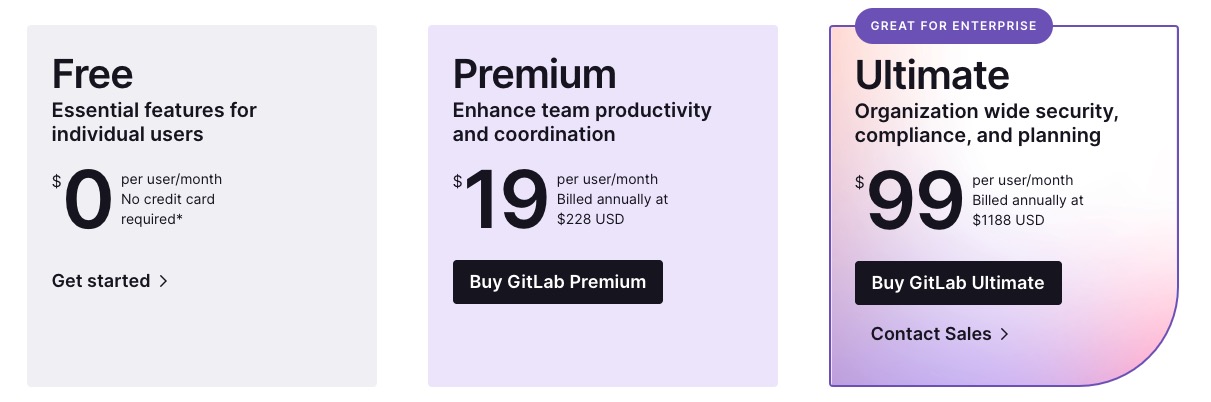 Free
Essential features for
individual users
$0
per user/month
No credit card
required*
Get started
Premium
Enhance team productivity
and coordination
$19
per user/month
Billed annually at
$228 USD
Buy GitLab Premium
GREAT FOR ENTERPRISE
Ultimate
Organization wide security,
compliance, and planning
$99
per user/month
Billed annually at
$1188 USD
Buy GitLab Ultimate
Contact Sales